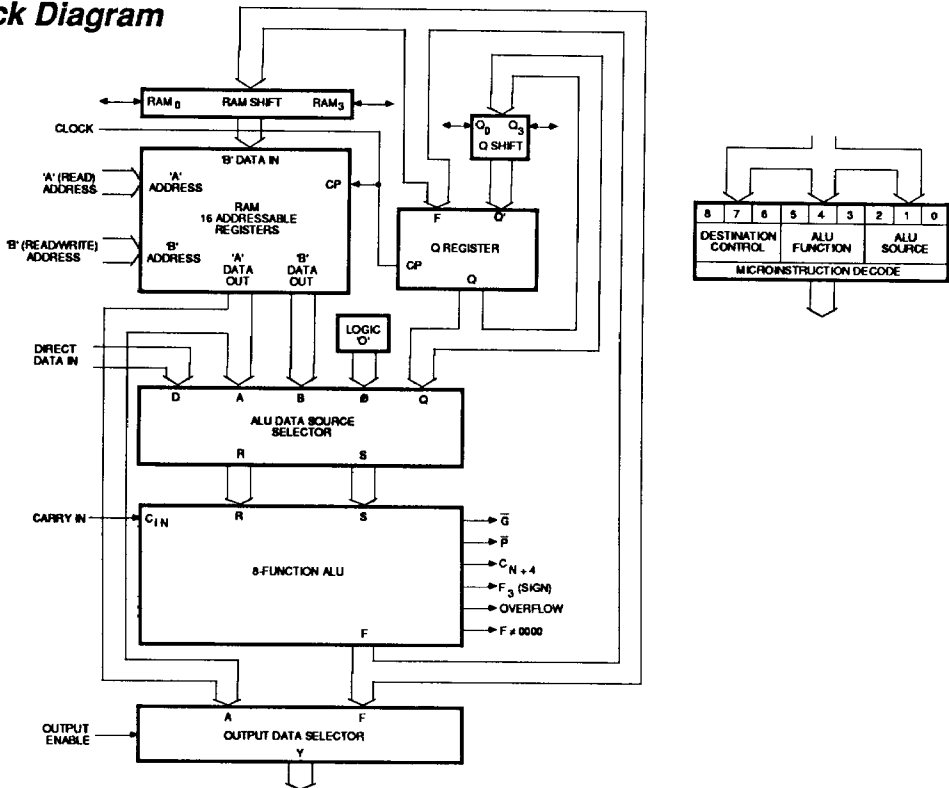 ck Diagram
RAM0 RAM SHIFT RAM3
CLOCK
Q0 Q3
Q SHIFT
'B' DATA IN
'A' (READ)
ADDRESS
'A'
ADDRESS
CP
RAM
16 ADDRESSABLE
REGISTERS
'B' (READ/WRITE)
ADDRESS
'B'
ADDRESS
'A'
DATA
OUT
'B'
DATA
OUT
F Q'
Q REGISTER
CP
Q
8 7 6 5 4 3 2 1 0
DESTINATION
CONTROL
ALU
FUNCTION
ALU
SOURCE
MICROINSTRUCTION DECODE
LOGIC
'0'
DIRECT
DATA IN
D A B Ø Q
ALU DATA SOURCE
SELECTOR
R S
CARRY IN
CIN R S
8-FUNCTION ALU
F
G̅
P̅
CN + 4
F3 (SIGN)
OVERFLOW
F ≠ 0000
A F
OUTPUT
ENABLE
OUTPUT DATA SELECTOR
Y